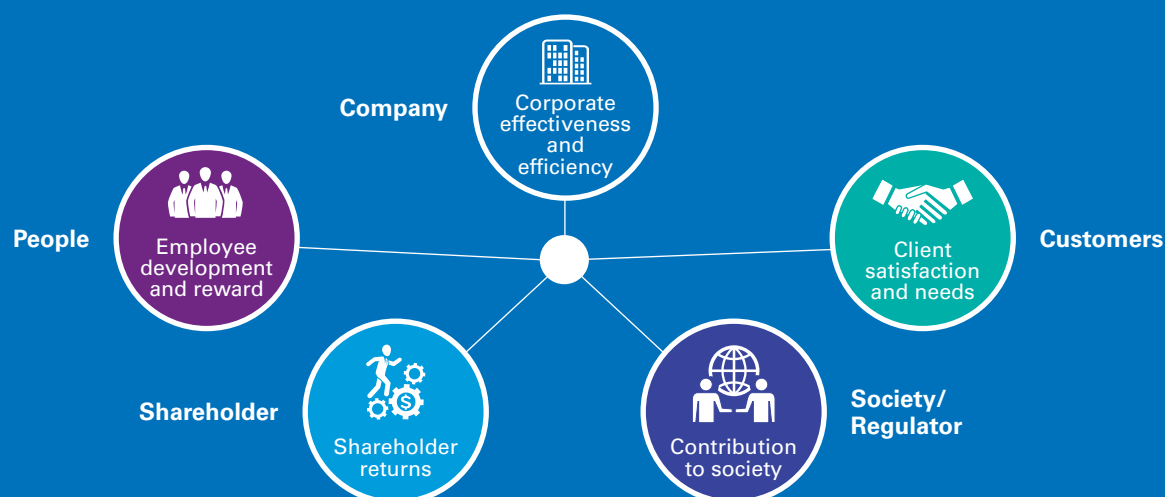 Company
Corporate
effectiveness
and
efficiency
People
Employee
development
and reward
Client
satisfaction
and needs
Customers
Shareholder
$
Shareholder
returns
Contribution
to society
Society/
Regulator